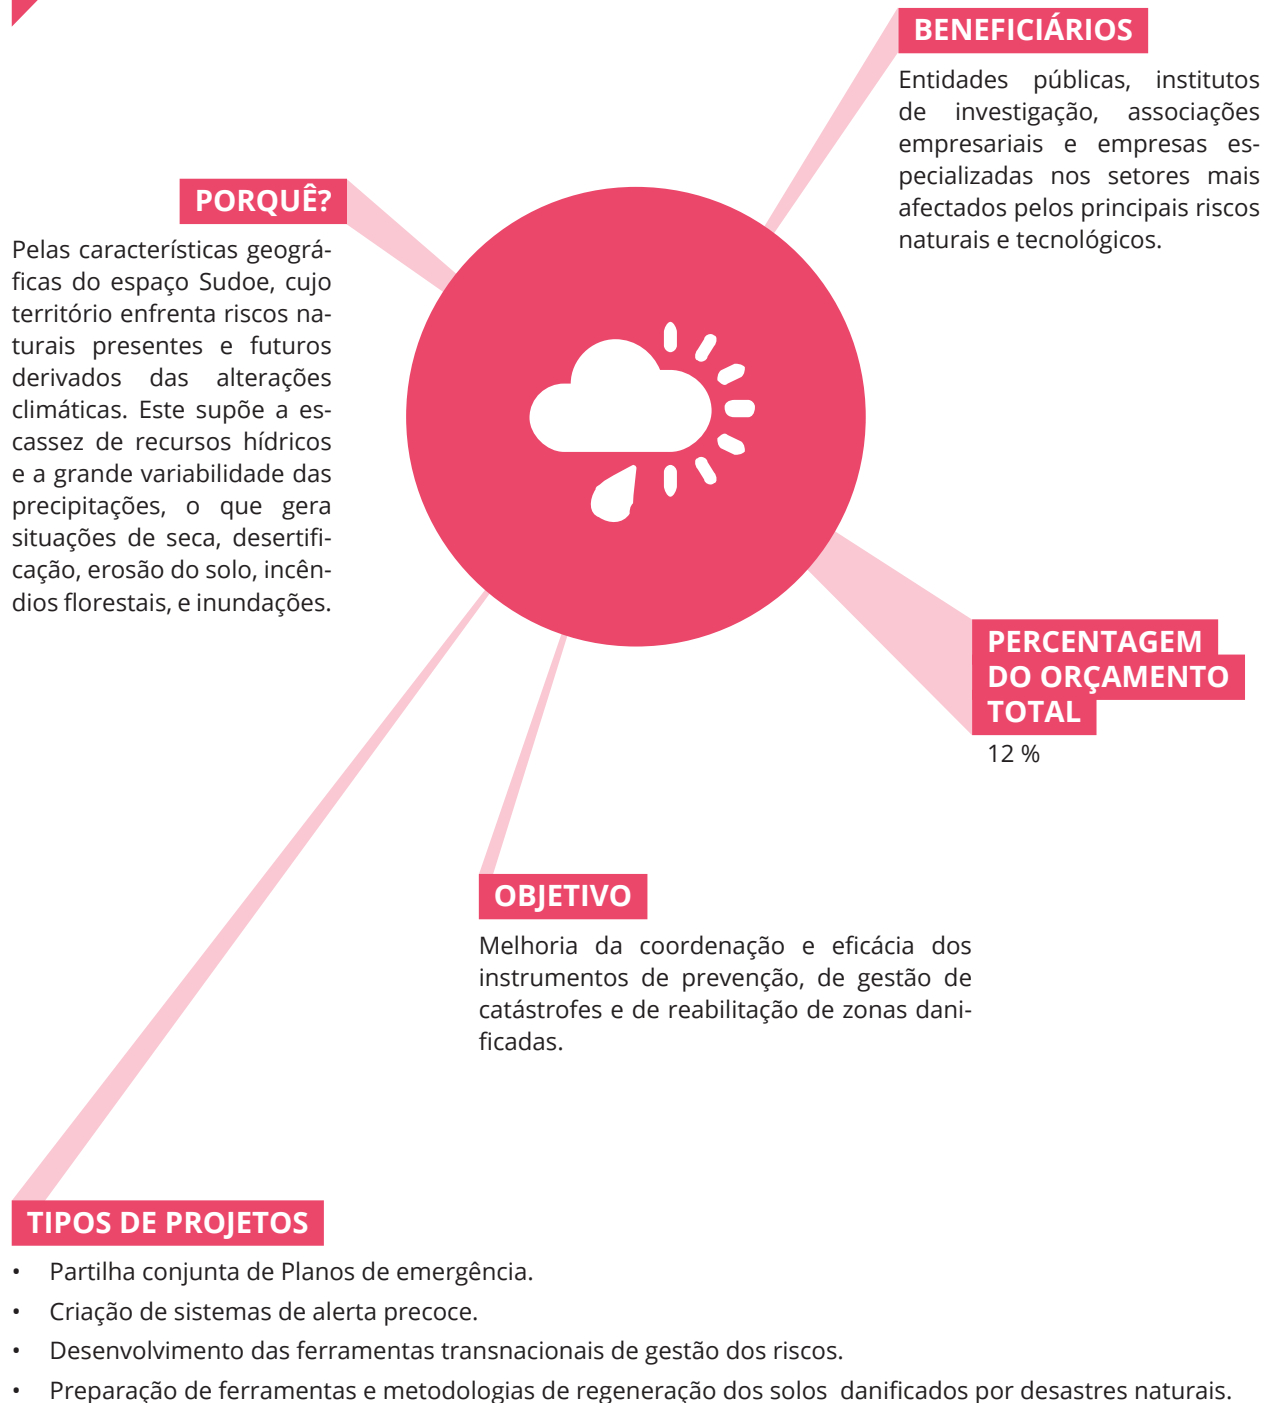 PORQUÊ?
Pelas características geográ-
ficas do espaço Sudoe, cujo
território enfrenta riscos na-
turais presentes e futuros
derivados das alterações
climáticas. Este supõe a es-
cassez de recursos hídricos
e a grande variabilidade das
precipitações, o que gera
situações de seca, desertifi-
cação, erosão do solo, incên-
dios florestais, e inundações.
BENEFICIÁRIOS
Entidades públicas, institutos
de investigação, associações
empresariais e empresas es-
pecializadas nos setores mais
afectados pelos principais riscos
naturais e tecnológicos.
PERCENTAGEM
DO ORÇAMENTO
TOTAL
12 %
OBJETIVO
Melhoria da coordenação e eficácia dos
instrumentos de prevenção, de gestão de
catástrofes e de reabilitação de zonas dani-
ficadas.
TIPOS DE PROJETOS
• Partilha conjunta de Planos de emergência.
• Criação de sistemas de alerta precoce.
• Desenvolvimento das ferramentas transnacionais de gestão dos riscos.
• Preparação de ferramentas e metodologias de regeneração dos solos danificados por desastres naturais.